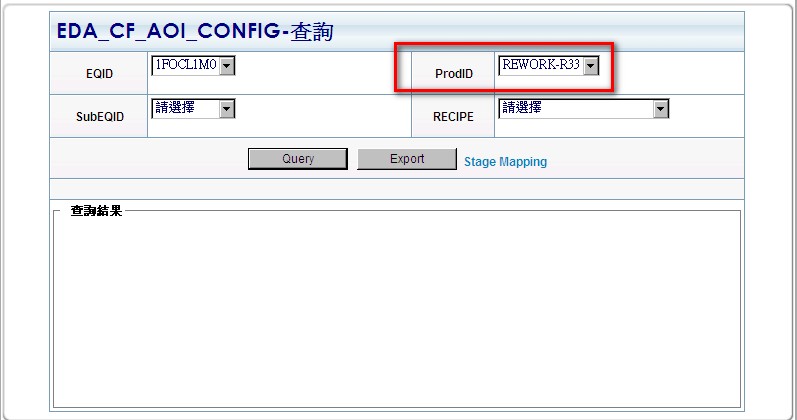 EDA_CF_AOI_CONFIG-查詢
EQID 1FOCL1M0 ProdID REWORK-R33
SubEQID 請選擇 RECIPE 請選擇
Query Export Stage Mapping
查詢結果